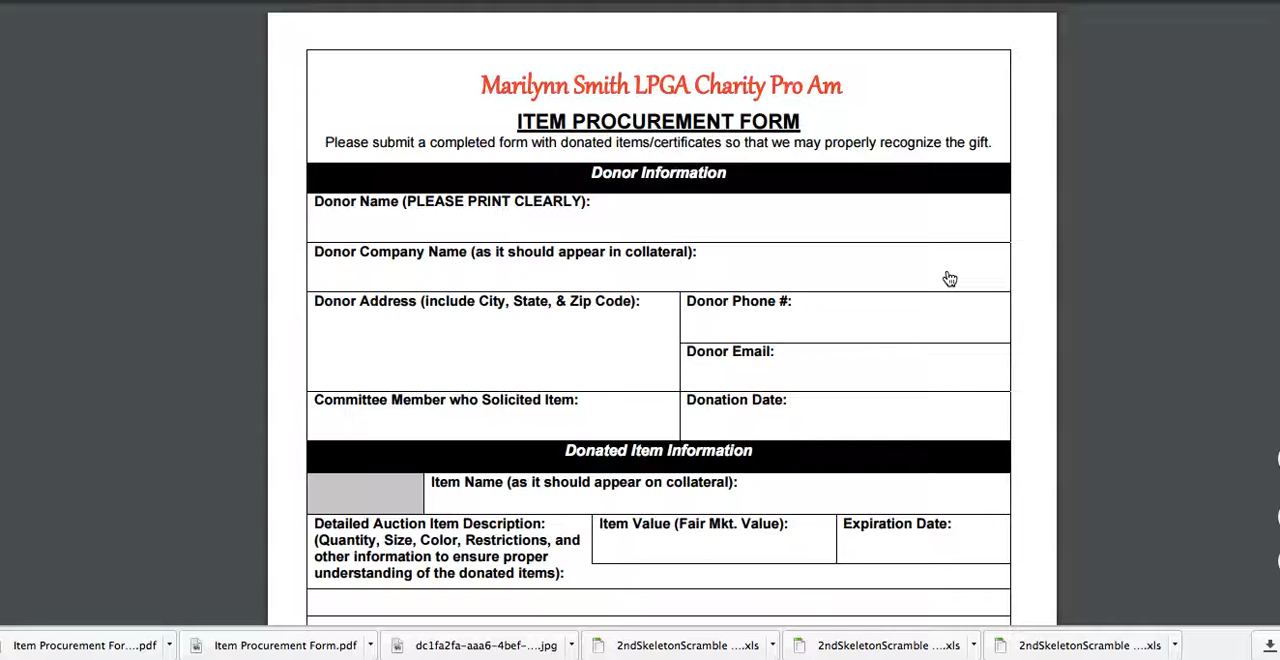 Marilynn Smith LPGA Charity Pro Am
ITEM PROCUREMENT FORM
Please submit a completed form with donated items/certificates so that we may properly recognize the gift.
Donor Information
Donor Name (PLEASE PRINT CLEARLY):
Donor Company Name (as it should appear in collateral):
Donor Address (include City, State, & Zip Code):
Donor Phone #:
Donor Email:
Committee Member who Solicited Item:
Donation Date:
Donated Item Information
Item Name (as it should appear on collateral):
Detailed Auction Item Description:
(Quantity, Size, Color, Restrictions, and
other information to ensure proper
understanding of the donated items):
Item Value (Fair Mkt. Value):
Expiration Date:
Item Procurement For....pdf
Item Procurement Form.pdf
dc1fa2fa-aaa6-4bef-....jpg
2ndSkeletonScramble ....xls
2ndSkeletonScramble ....xls
2ndSkeletonScramble ....xls